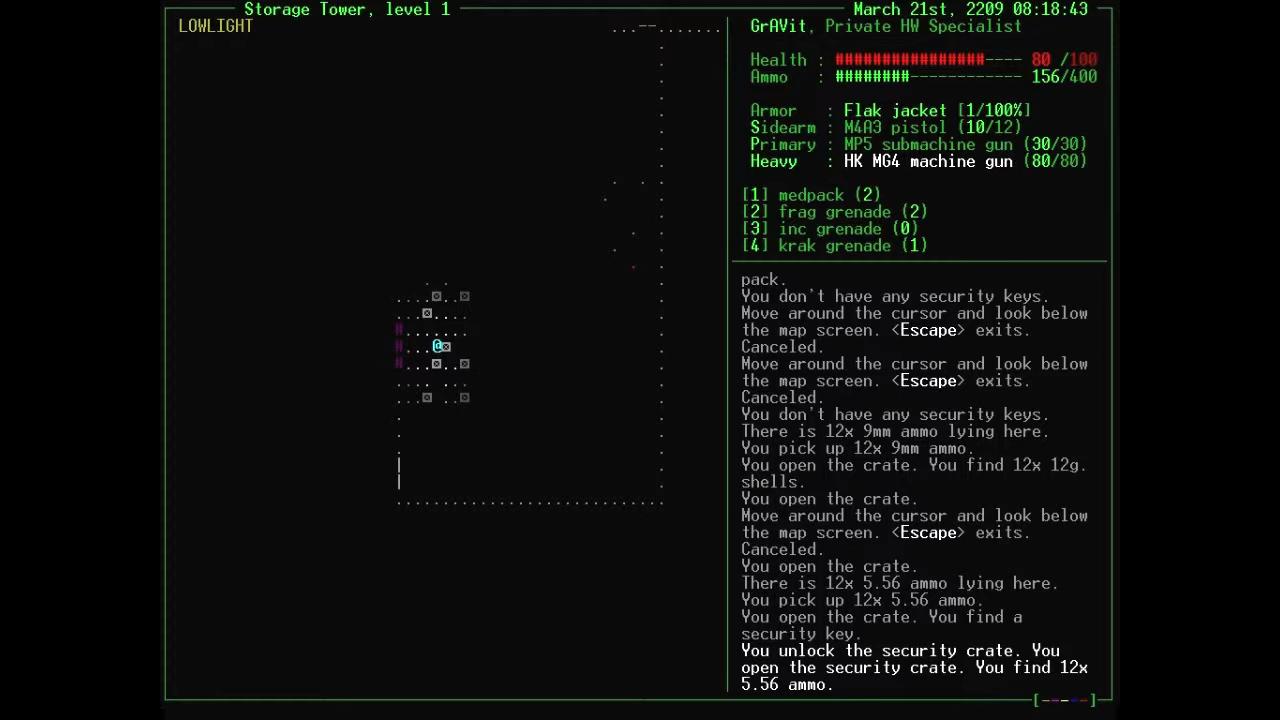 Storage Tower, level 1
March 21st, 2209 08:18:43
LOWLIGHT
GrAVit, Private HW Specialist
Health : ################---- 80 /100
Ammo   : ########------------ 156/400
Armor   : Flak jacket [1/100%]
Sidearm : M4A3 pistol (10/12)
Primary : MP5 submachine gun (30/30)
Heavy   : HK MG4 machine gun (80/80)
[1] medpack (2)
[2] frag grenade (2)
[3] inc grenade (0)
[4] krak grenade (1)
pack.
You don't have any security keys.
Move around the cursor and look below
the map screen. <Escape> exits.
Canceled.
Move around the cursor and look below
the map screen. <Escape> exits.
Canceled.
You don't have any security keys.
There is 12x 9mm ammo lying here.
You pick up 12x 9mm ammo.
You open the crate. You find 12x 12g.
shells.
You open the crate.
Move around the cursor and look below
the map screen. <Escape> exits.
Canceled.
You open the crate.
There is 12x 5.56 ammo lying here.
You pick up 12x 5.56 ammo.
You open the crate. You find a
security key.
You unlock the security crate. You
open the security crate. You find 12x
5.56 ammo.